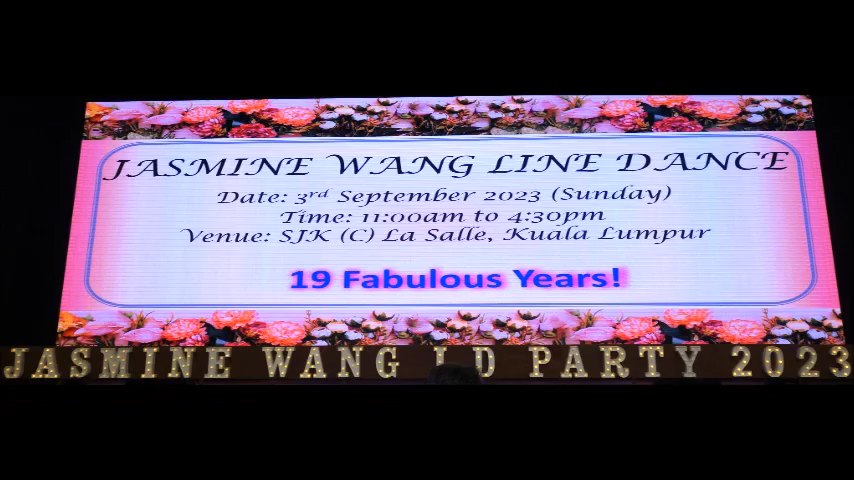 JASMINE WANG LINE DANCE
Date: 3rd September 2023 (Sunday)
Time: 11:00am to 4:30pm
Venue: SJK (C) La Salle, Kuala Lumpur
19 Fabulous Years!
JASMINE WANG LD PARTY 2023